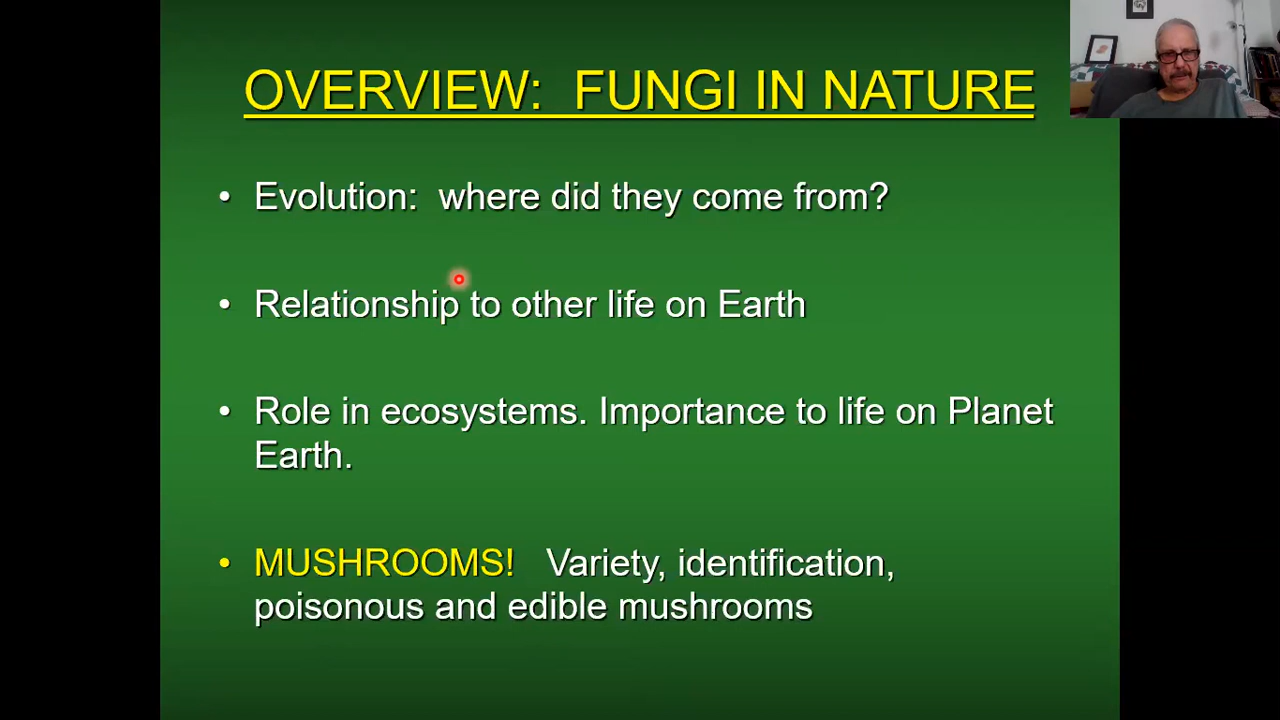 OVERVIEW: FUNGI IN NATURE
• Evolution: where did they come from?
• Relationship to other life on Earth
• Role in ecosystems. Importance to life on Planet
Earth.
• MUSHROOMS! Variety, identification,
poisonous and edible mushrooms